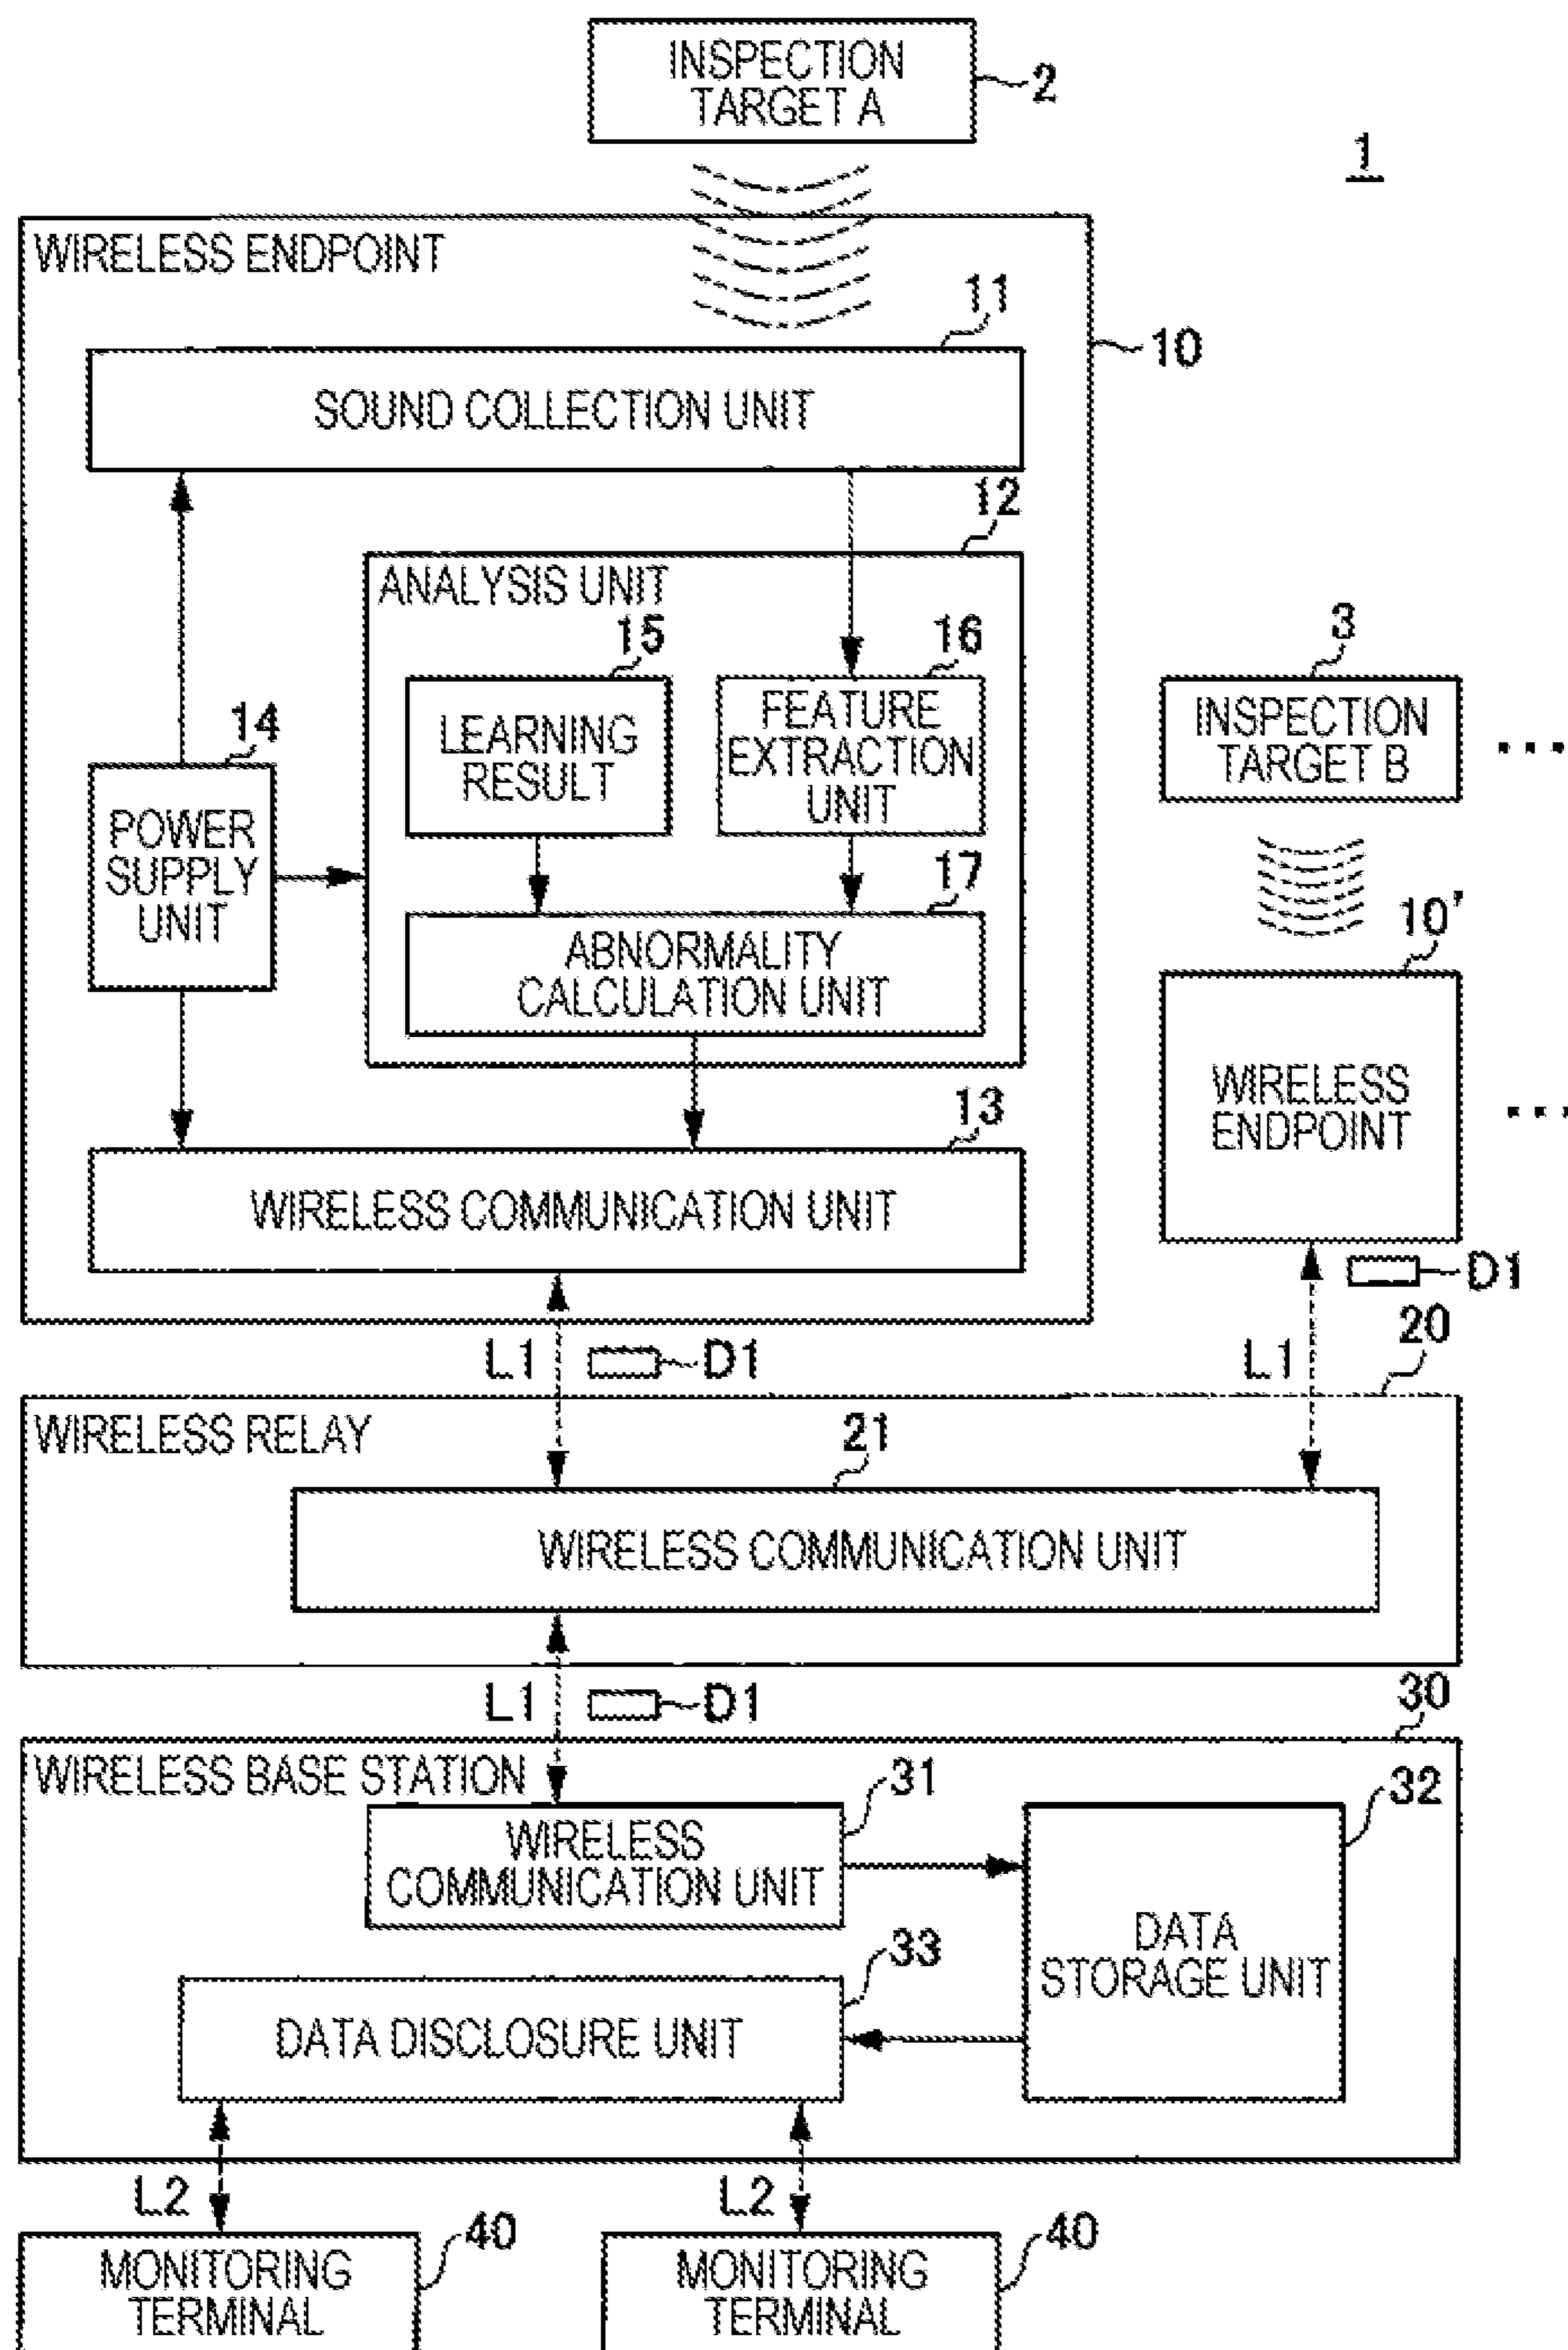 INSPECTION
TARGET A
2
1
WIRELESS ENDPOINT
11
10
SOUND COLLECTION UNIT
12
ANALYSIS UNIT
15
16
LEARNING
RESULT
FEATURE
EXTRACTION
UNIT
14
POWER
SUPPLY
UNIT
17
ABNORMALITY
CALCULATION UNIT
13
WIRELESS COMMUNICATION UNIT
3
INSPECTION
TARGET B
...
10'
WIRELESS
ENDPOINT
...
L1
D1
L1
D1
20
WIRELESS RELAY
21
WIRELESS COMMUNICATION UNIT
L1
D1
30
WIRELESS BASE STATION
31
WIRELESS
COMMUNICATION UNIT
32
DATA
STORAGE UNIT
33
DATA DISCLOSURE UNIT
L2
L2
40
MONITORING
TERMINAL
40
MONITORING
TERMINAL